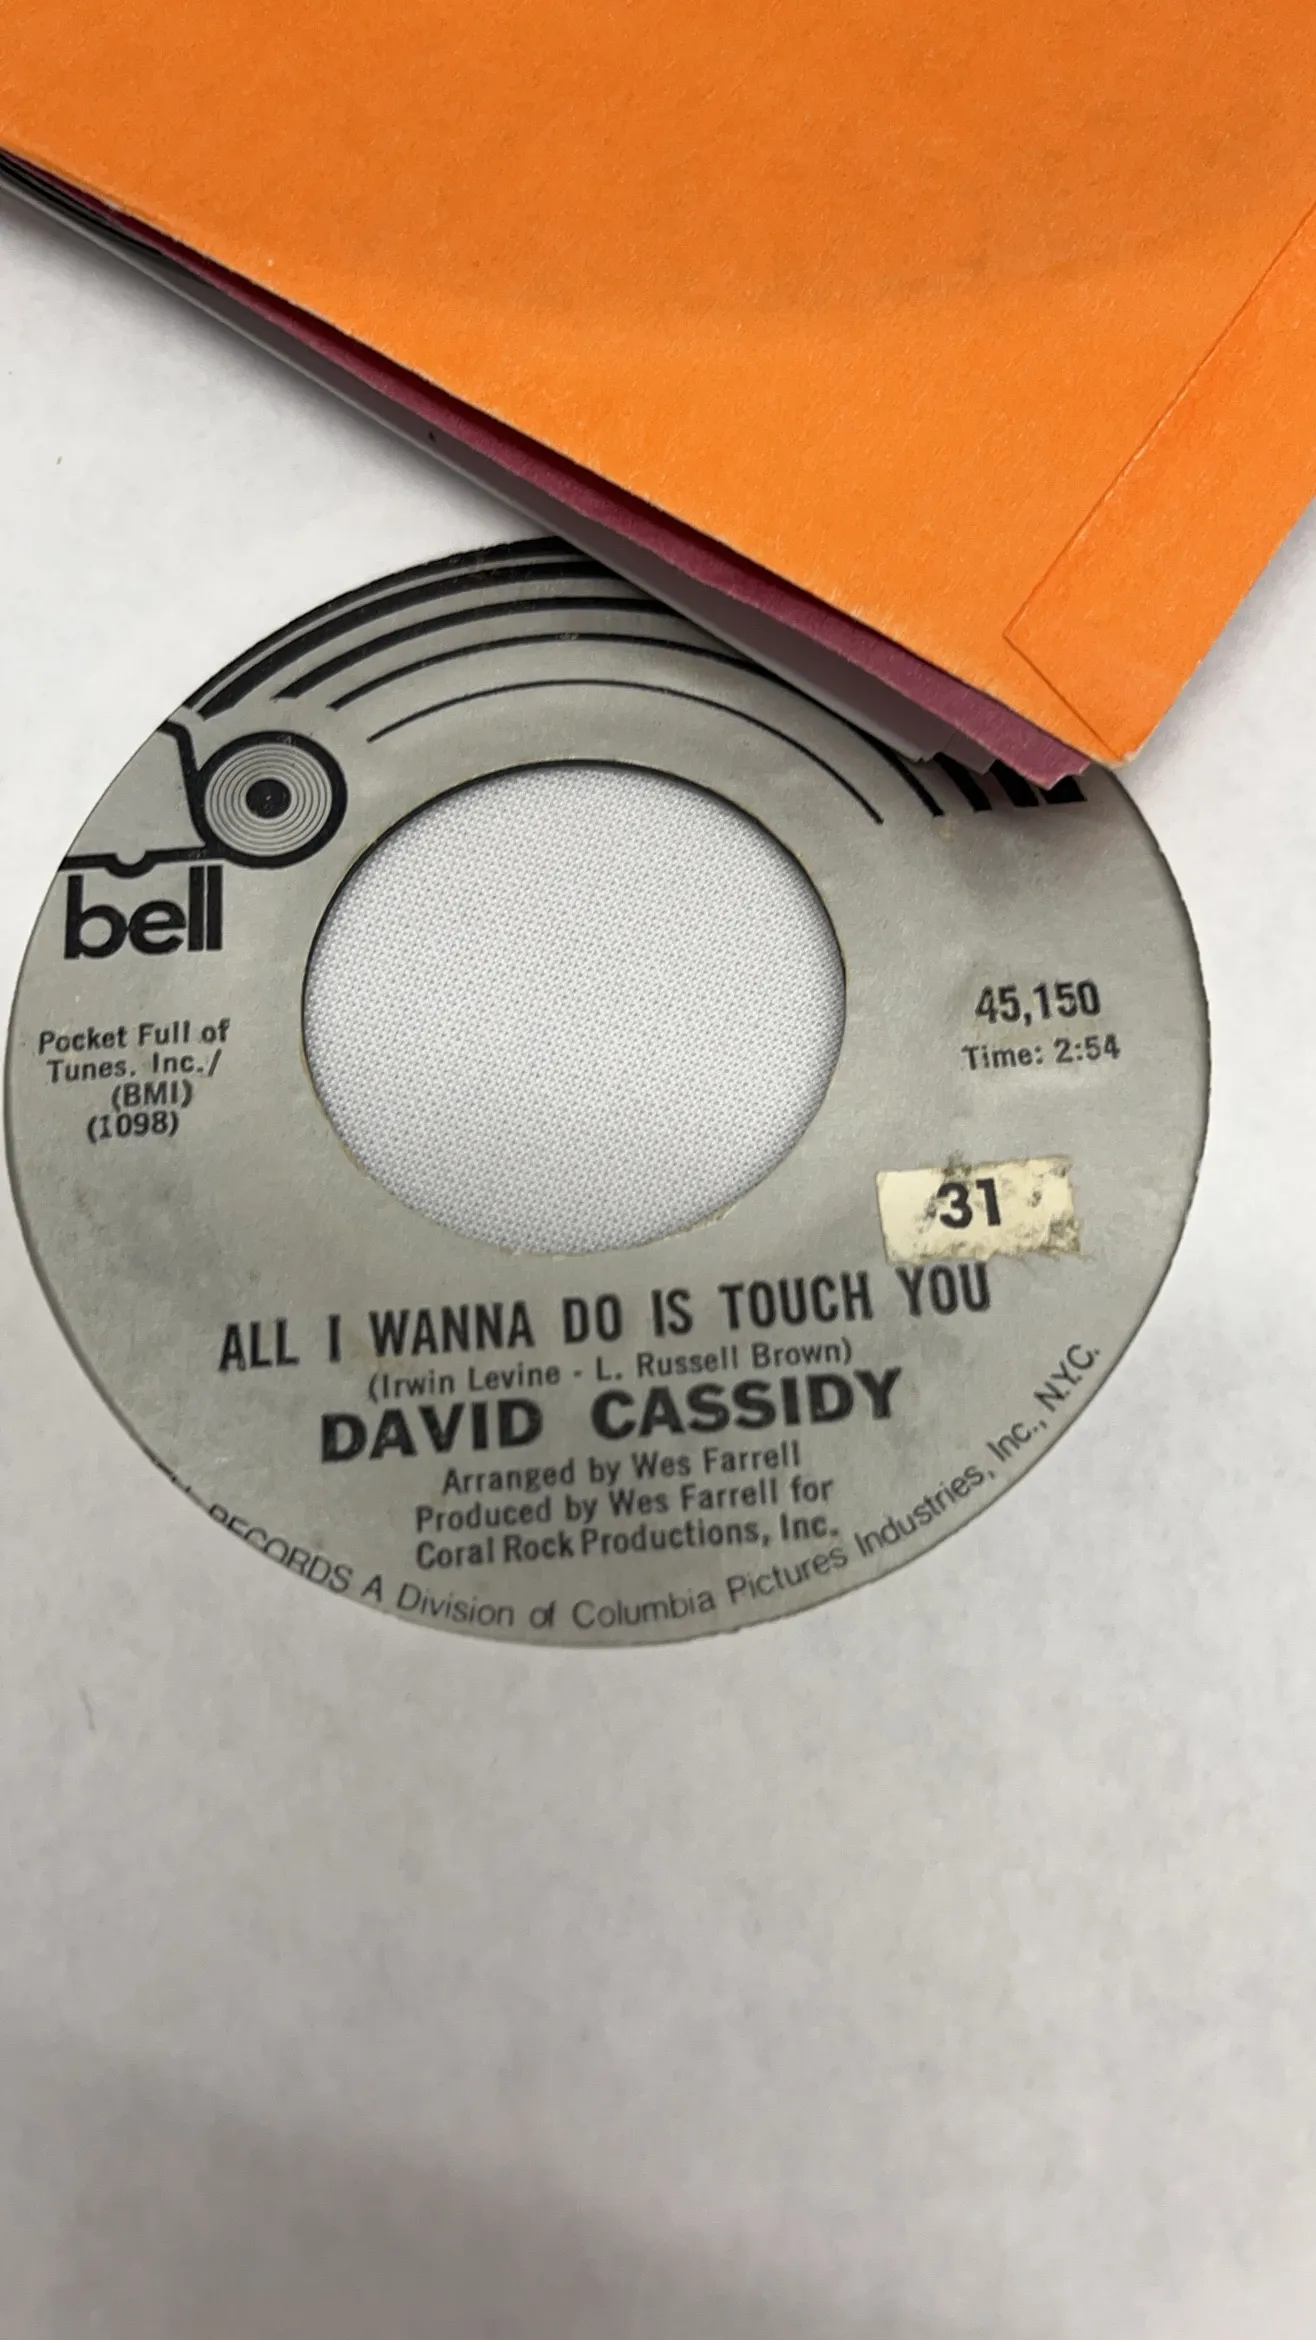 bell
Pocket Full of
Tunes, Inc./
(BMI)
(1098)
45,150
Time: 2:54
31
ALL I WANNA DO IS TOUCH YOU
(Irwin Levine - L. Russell Brown)
DAVID CASSIDY
Arranged by Wes Farrell
Produced by Wes Farrell for
Coral Rock Productions, Inc.
RECORDS A Division of Columbia Pictures Industries, Inc., N.Y.C.